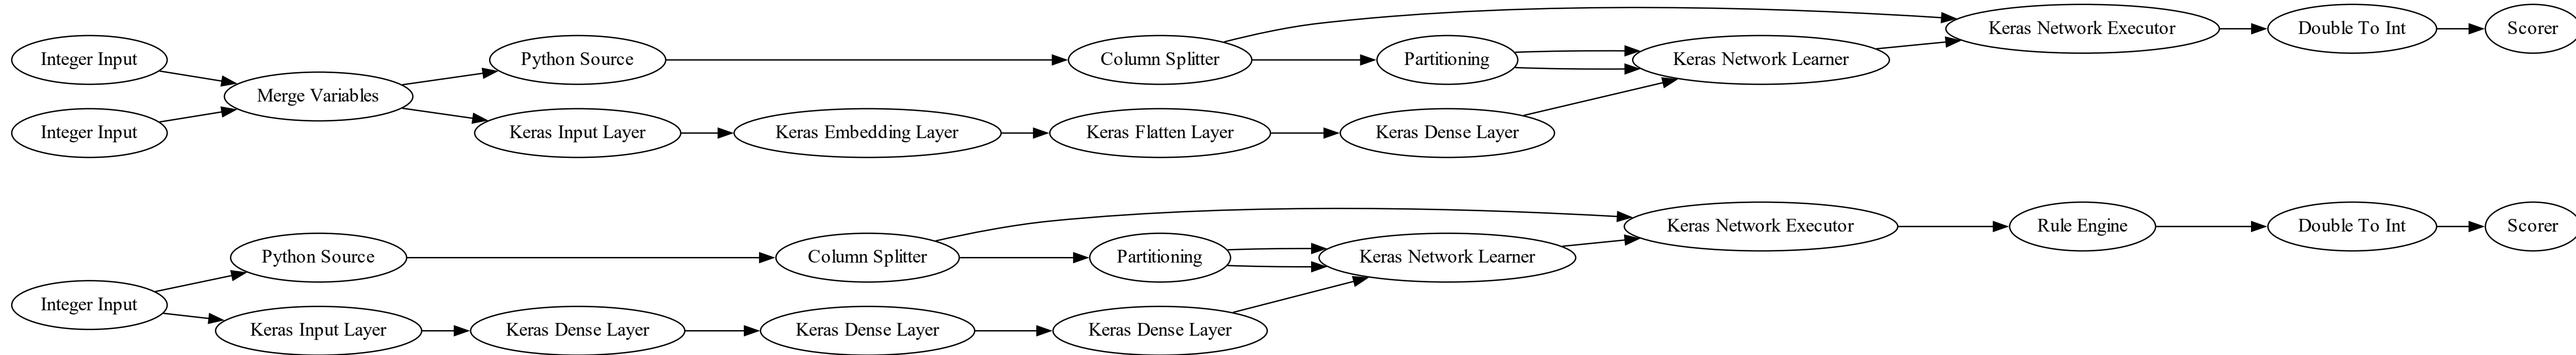 Integer Input
Integer Input
Merge Variables
Python Source
Keras Input Layer
Keras Embedding Layer
Keras Flatten Layer
Keras Dense Layer
Column Splitter
Partitioning
Keras Network Learner
Keras Network Executor
Double To Int
Scorer
Integer Input
Python Source
Keras Input Layer
Keras Dense Layer
Keras Dense Layer
Keras Dense Layer
Column Splitter
Partitioning
Keras Network Learner
Keras Network Executor
Rule Engine
Double To Int
Scorer